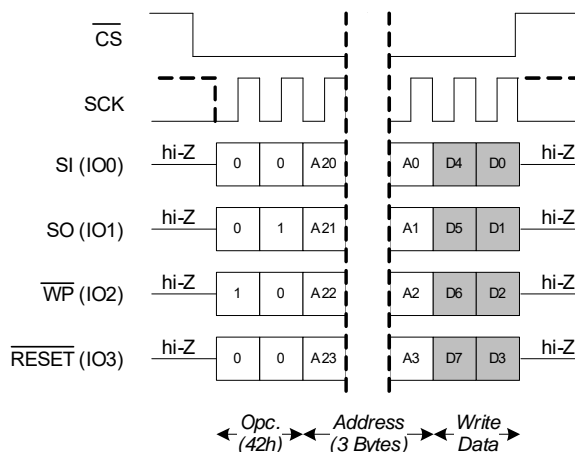 CS
SCK
hi-Z 0 0 A20 A0 D4 D0 hi-Z
SI (IO0)
hi-Z 0 1 A21 A1 D5 D1 hi-Z
SO (IO1)
hi-Z 1 0 A22 A2 D6 D2 hi-Z
WP (IO2)
hi-Z 0 0 A23 A3 D7 D3 hi-Z
RESET (IO3)
Opc. Address Write
(42h) (3 Bytes) Data